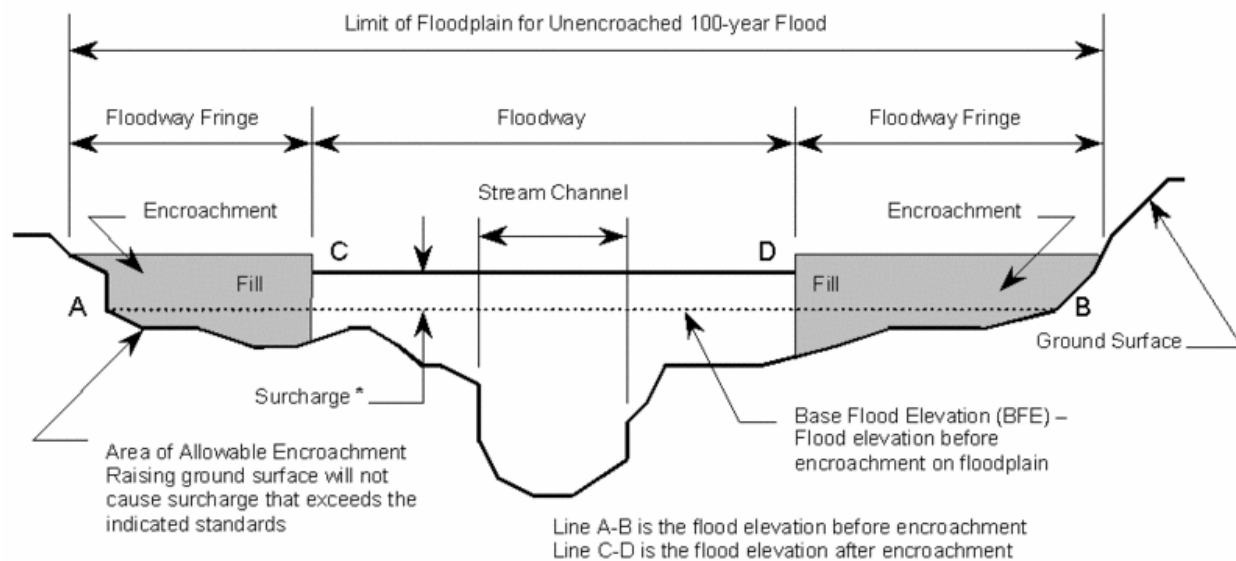 Limit of Floodplain for Unencroached 100-year Flood
Floodway Fringe
Floodway
Floodway Fringe
Stream Channel
Encroachment
Encroachment
C
D
Fill
Fill
A
B
Ground Surface
Surcharge *
Base Flood Elevation (BFE) –
Flood elevation before
encroachment on floodplain
Area of Allowable Encroachment
Raising ground surface will not
cause surcharge that exceeds the
indicated standards
Line A-B is the flood elevation before encroachment
Line C-D is the flood elevation after encroachment